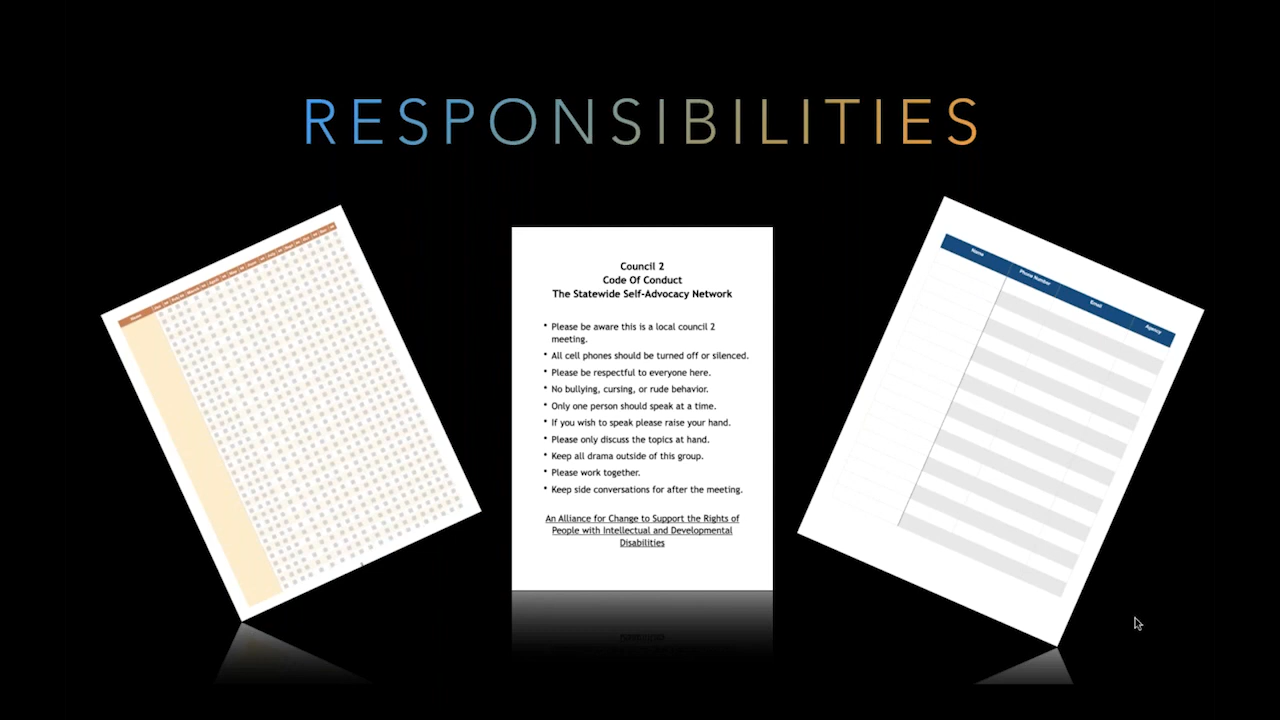 RESPONSIBILITIES
Council 2
Code Of Conduct
The Statewide Self-Advocacy Network
• Please be aware this is a local council 2
meeting.
• All cell phones should be turned off or silenced.
• Please be respectful to everyone here.
• No bullying, cursing, or rude behavior.
• Only one person should speak at a time.
• If you wish to speak please raise your hand.
• Please only discuss the topics at hand.
• Keep all drama outside of this group.
• Please work together.
• Keep side conversations for after the meeting.
An Alliance for Change to Support the Rights of
People with Intellectual and Developmental
Disabilities
Name Phone Number Email Agency